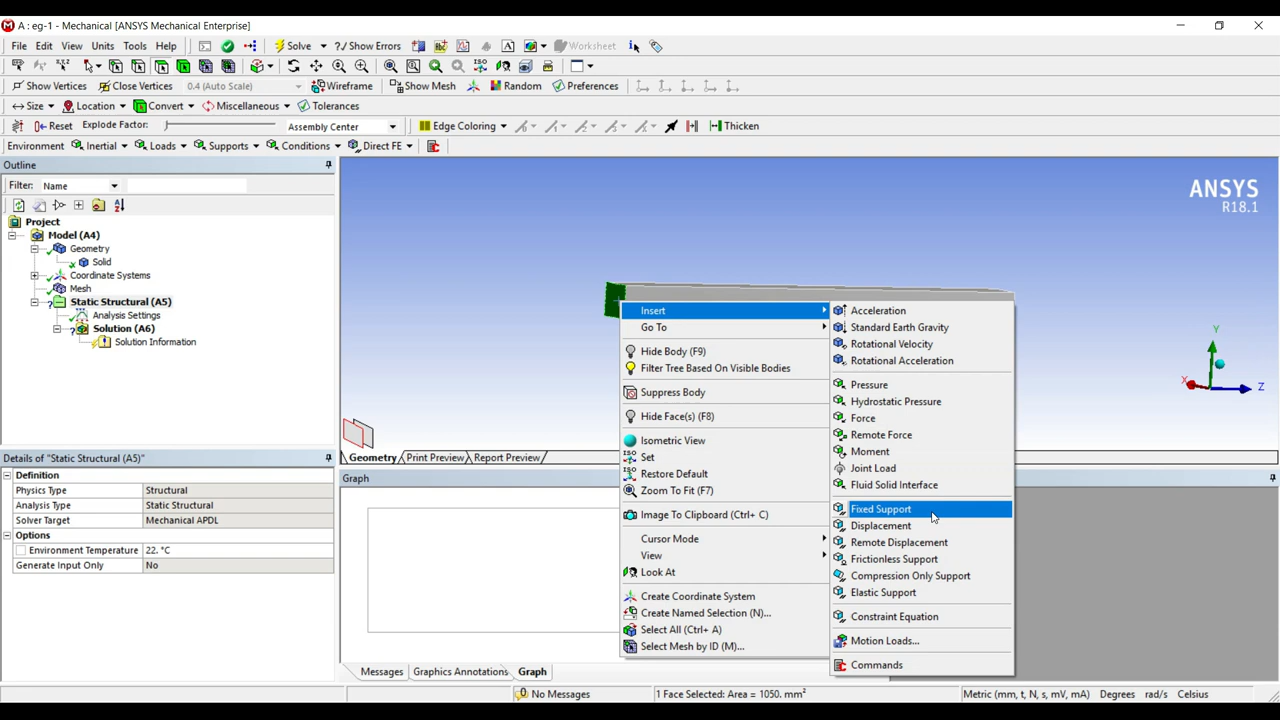 A : eg-1 - Mechanical [ANSYS Mechanical Enterprise]
File Edit View Units Tools Help Solve Show Errors Worksheet
Show Vertices Close Vertices 0.4 (Auto Scale) Wireframe Show Mesh Random Preferences
Size Location Convert Miscellaneous Tolerances
Reset Explode Factor: Assembly Center Edge Coloring Thicken
Environment Inertial Loads Supports Conditions Direct FE
Outline
Filter: Name
Project
Model (A4)
Geometry
Solid
Coordinate Systems
Mesh
Static Structural (A5)
Analysis Settings
Solution (A6)
Solution Information
Details of "Static Structural (A5)"
Definition
Physics Type Structural
Analysis Type Static Structural
Solver Target Mechanical APDL
Options
Environment Temperature 22. °C
Generate Input Only No
ANSYS
R18.1
Y
X
Z
Insert
Go To
Hide Body (F9)
Filter Tree Based On Visible Bodies
Suppress Body
Hide Face(s) (F8)
Isometric View
Set
Restore Default
Zoom To Fit (F7)
Image To Clipboard (Ctrl+ C)
Cursor Mode
View
Look At
Create Coordinate System
Create Named Selection (N)...
Select All (Ctrl+ A)
Select Mesh by ID (M)...
Acceleration
Standard Earth Gravity
Rotational Velocity
Rotational Acceleration
Pressure
Hydrostatic Pressure
Force
Remote Force
Moment
Joint Load
Fluid Solid Interface
Fixed Support
Displacement
Remote Displacement
Frictionless Support
Compression Only Support
Elastic Support
Constraint Equation
Motion Loads...
Commands
Geometry Print Preview Report Preview
Graph
Messages Graphics Annotations Graph
No Messages 1 Face Selected: Area = 1050. mm² Metric (mm, t, N, s, mV, mA) Degrees rad/s Celsius